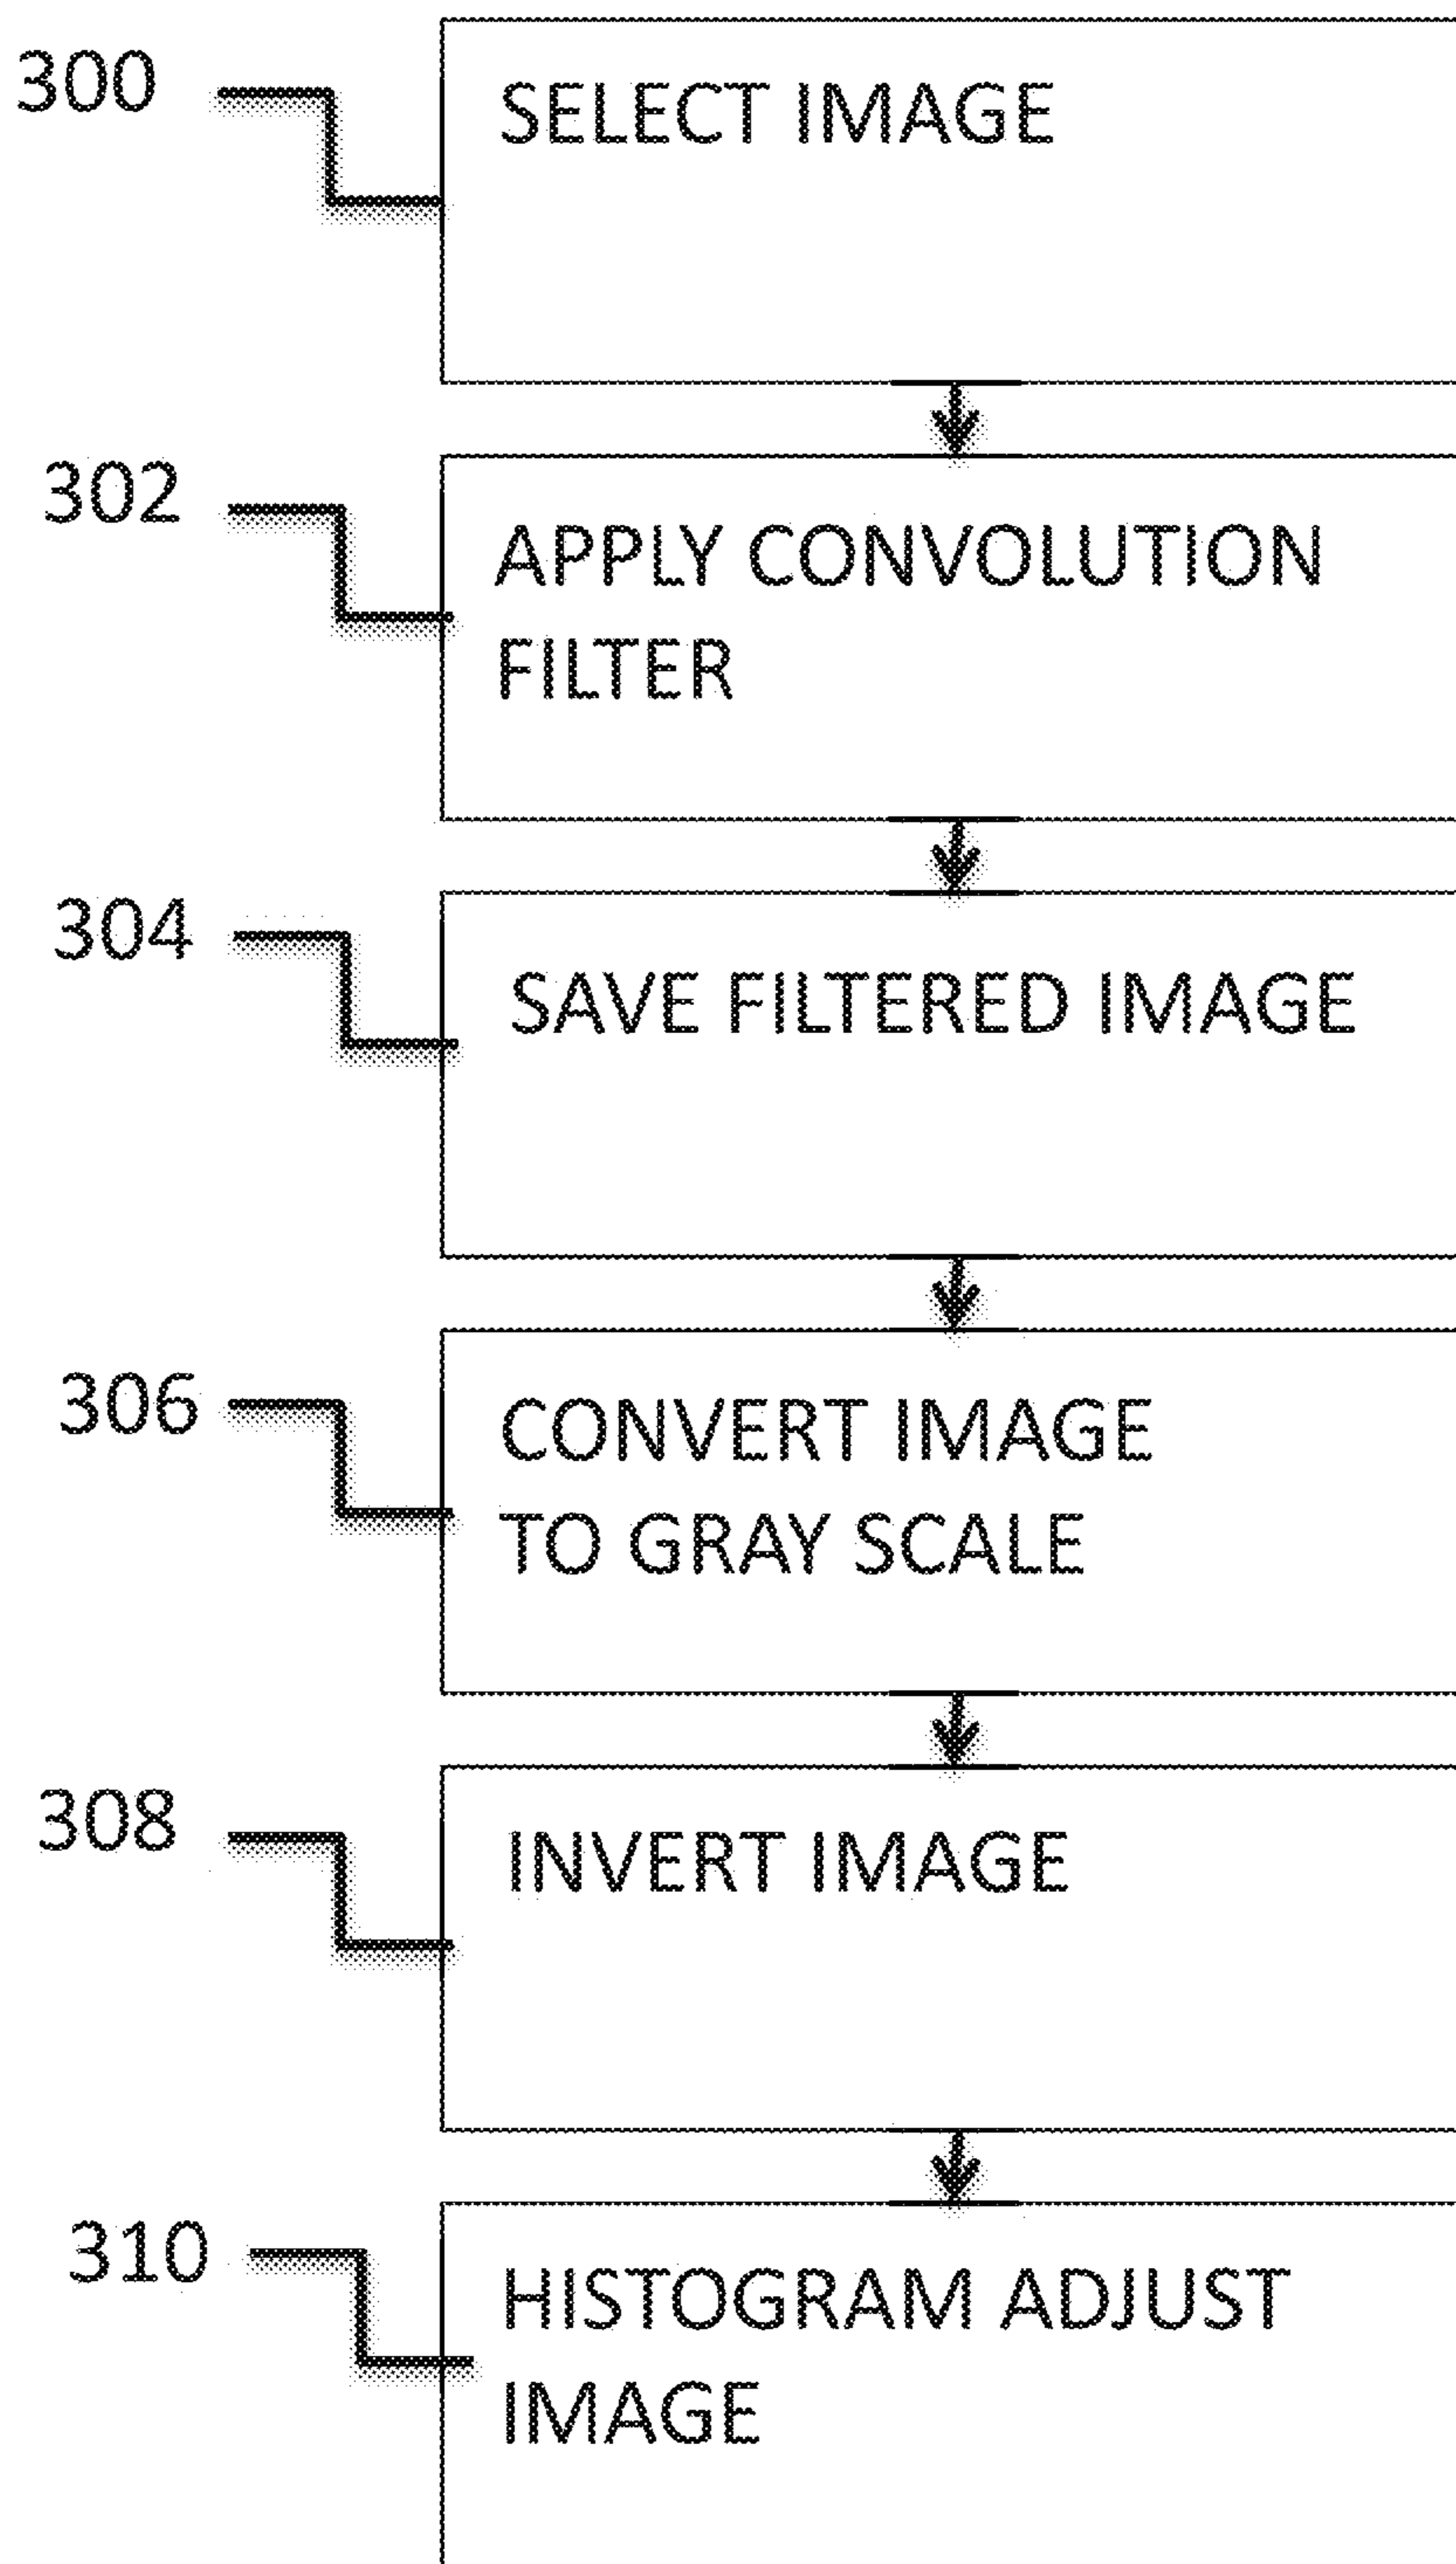 300
SELECT IMAGE
302
APPLY CONVOLUTION
FILTER
304
SAVE FILTERED IMAGE
306
CONVERT IMAGE
TO GRAY SCALE
308
INVERT IMAGE
310
HISTOGRAM ADJUST
IMAGE